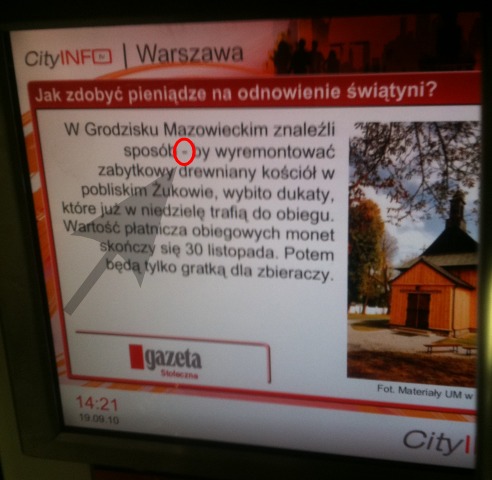 CityINFO tv | Warszawa
Jak zdobyć pieniądze na odnowienie świątyni?
W Grodzisku Mazowieckim znaleźli
sposób - by wyremontować
zabytkowy drewniany kościół w
pobliskim Żukowie, wybito dukaty,
które już w niedzielę trafią do obiegu.
Wartość płatnicza obiegowych monet
skończy się 30 listopada. Potem
będą tylko gratką dla zbieraczy.
gazeta
Stołeczna
Fot. Materiały UM w
14:21
19.09.10
CityI